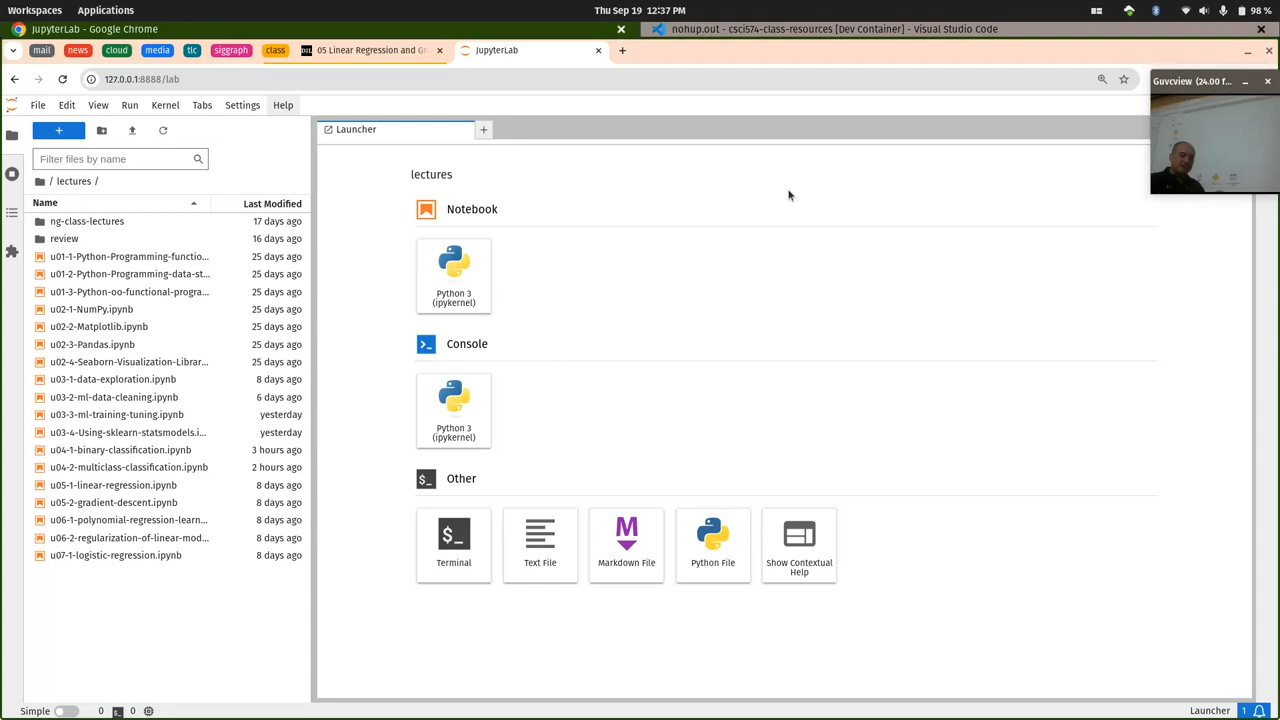 Workspaces Applications Thu Sep 19 12:37 PM 98 %
JupyterLab - Google Chrome nohup.out - csci574-class-resources [Dev Container] - Visual Studio Code
mail news cloud media tlc siggraph class 05 Linear Regression and Gr JupyterLab
127.0.0.1:8888/lab
Guvcview (24.00 f...
File Edit View Run Kernel Tabs Settings Help
Launcher
Filter files by name
/ lectures /
Name Last Modified
ng-class-lectures 17 days ago
review 16 days ago
u01-1-Python-Programming-functio... 25 days ago
u01-2-Python-Programming-data-st... 25 days ago
u01-3-Python-oo-functional-progra... 25 days ago
u02-1-NumPy.ipynb 25 days ago
u02-2-Matplotlib.ipynb 25 days ago
u02-3-Pandas.ipynb 25 days ago
u02-4-Seaborn-Visualization-Librar... 25 days ago
u03-1-data-exploration.ipynb 8 days ago
u03-2-ml-data-cleaning.ipynb 6 days ago
u03-3-ml-training-tuning.ipynb yesterday
u03-4-Using-sklearn-statsmodels.i... yesterday
u04-1-binary-classification.ipynb 3 hours ago
u04-2-multiclass-classification.ipynb 2 hours ago
u05-1-linear-regression.ipynb 8 days ago
u05-2-gradient-descent.ipynb 8 days ago
u06-1-polynomial-regression-learn... 8 days ago
u06-2-regularization-of-linear-mod... 8 days ago
u07-1-logistic-regression.ipynb 8 days ago
lectures
Notebook
Python 3
(ipykernel)
Console
Python 3
(ipykernel)
$_ Other
$_
Terminal
Text File
Markdown File
Python File
Show Contextual
Help
Simple 0 $_ 0 Launcher 1